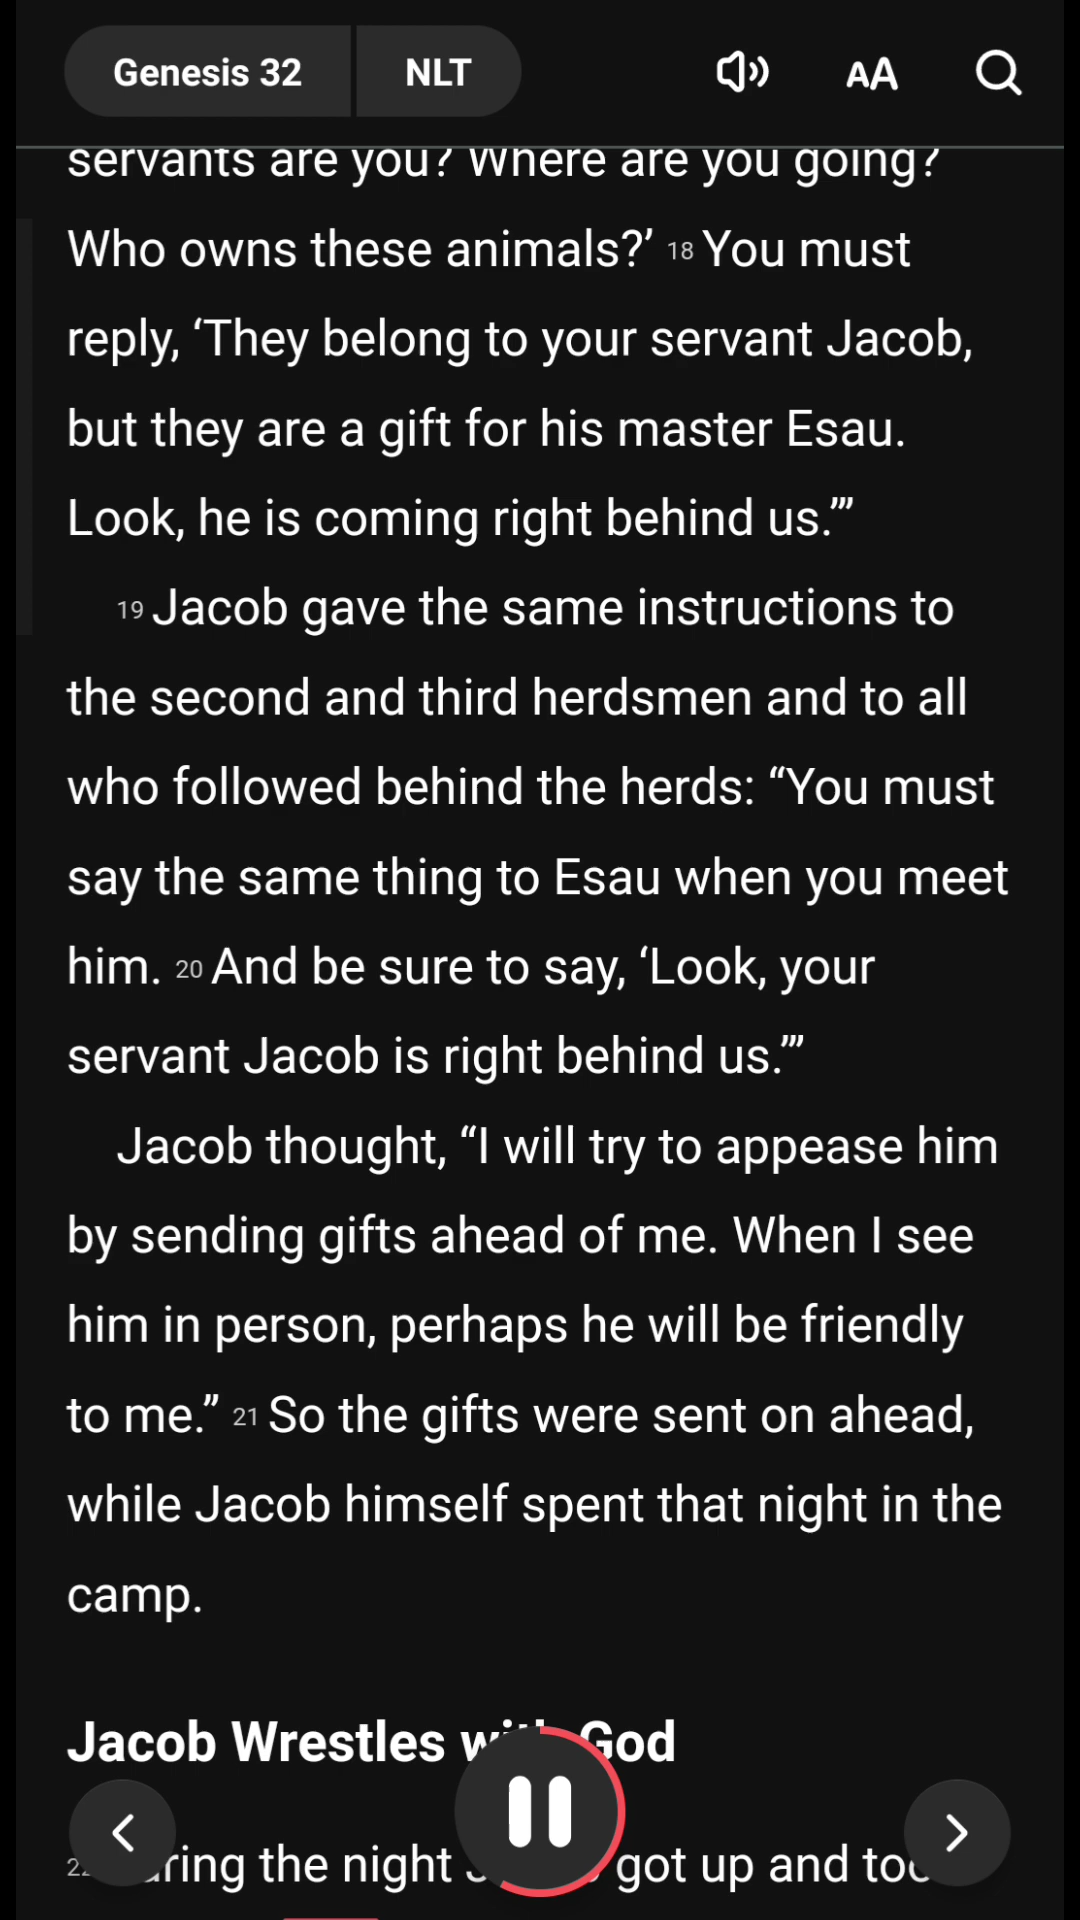 Genesis 32 NLT AA
servants are you? Where are you going?
Who owns these animals?’ 18 You must
reply, ‘They belong to your servant Jacob,
but they are a gift for his master Esau.
Look, he is coming right behind us.’”
19 Jacob gave the same instructions to
the second and third herdsmen and to all
who followed behind the herds: “You must
say the same thing to Esau when you meet
him. 20 And be sure to say, ‘Look, your
servant Jacob is right behind us.’”
Jacob thought, “I will try to appease him
by sending gifts ahead of me. When I see
him in person, perhaps he will be friendly
to me.” 21 So the gifts were sent on ahead,
while Jacob himself spent that night in the
camp.
Jacob Wrestles with God
the night got up and